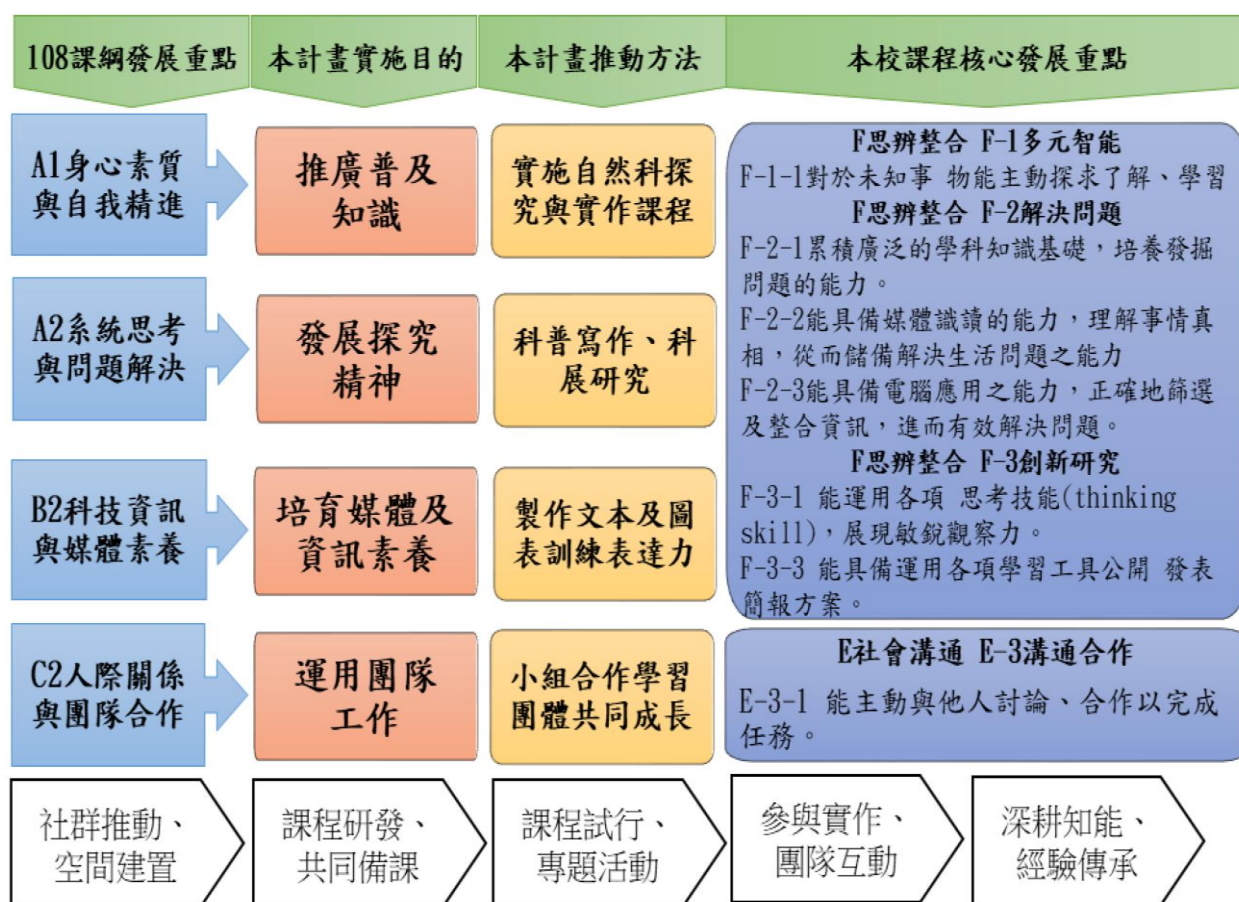 108課綱發展重點
本計畫實施目的
本計畫推動方法
本校課程核心發展重點
A1身心素質
與自我精進
推廣普及
知識
實施自然科探
究與實作課程
A2系統思考
與問題解決
發展探究
精神
科普寫作、科
展研究
B2科技資訊
與媒體素養
培育媒體及
資訊素養
製作文本及圖
表訓練表達力
C2人際關係
與團隊合作
運用團隊
工作
小組合作學習
團體共同成長
F思辨整合 F-1多元智能
F-1-1對於未知事 物能主動探求了解、學習
F思辨整合 F-2解決問題
F-2-1累積廣泛的學科知識基礎，培養發掘
問題的能力。
F-2-2能具備媒體識讀的能力，理解事情真
相，從而儲備解決生活問題之能力
F-2-3能具備電腦應用之能力，正確地篩選
及整合資訊，進而有效解決問題。
F思辨整合 F-3創新研究
F-3-1 能運用各項 思考技能(thinking
skill)，展現敏銳觀察力。
F-3-3 能具備運用各項學習工具公開 發表
簡報方案。
E社會溝通 E-3溝通合作
E-3-1 能主動與他人討論、合作以完成
任務。
社群推動、
空間建置
課程研發、
共同備課
課程試行、
專題活動
參與實作、
團隊互動
深耕知能、
經驗傳承